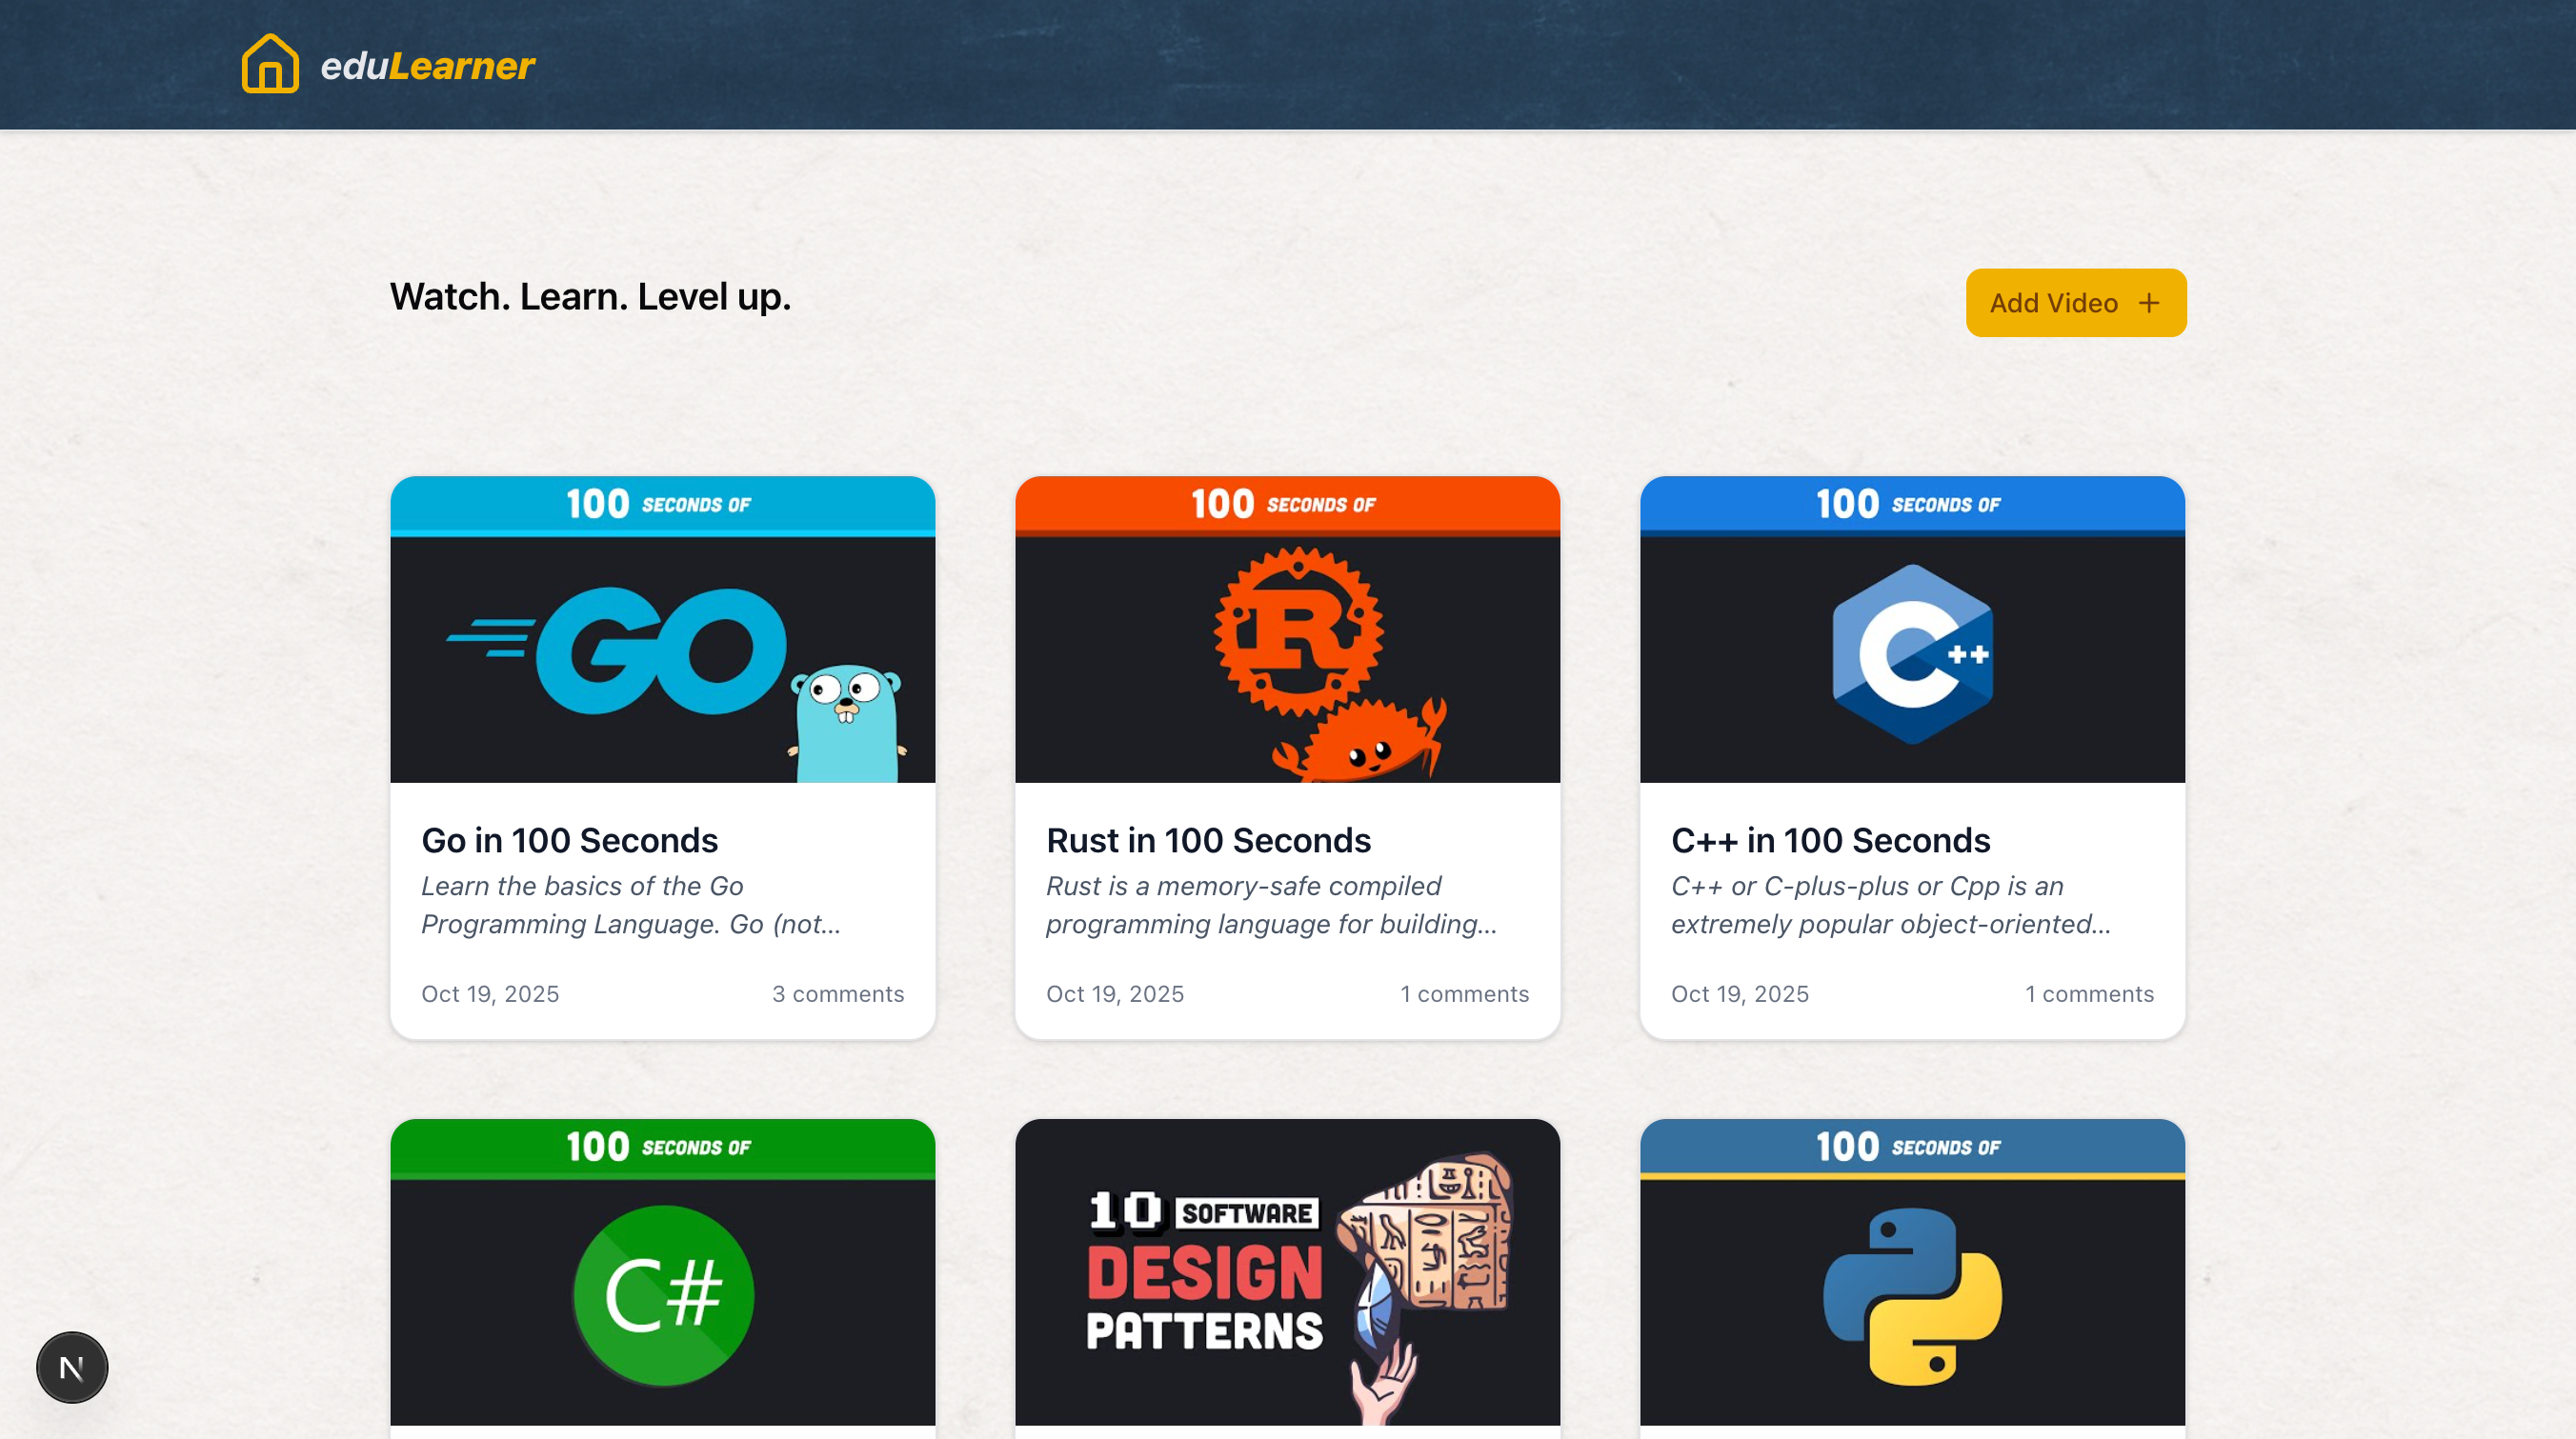 eduLearner
Watch. Learn. Level up.
Add Video +
100 SECONDS OF
GO
100 SECONDS OF
R
100 SECONDS OF
C++
Go in 100 Seconds
Learn the basics of the Go
Programming Language. Go (not...
Oct 19, 2025
3 comments
Rust in 100 Seconds
Rust is a memory-safe compiled
programming language for building...
Oct 19, 2025
1 comments
C++ in 100 Seconds
C++ or C-plus-plus or Cpp is an
extremely popular object-oriented...
Oct 19, 2025
1 comments
100 SECONDS OF
C#
10 SOFTWARE
DESIGN
PATTERNS
100 SECONDS OF
N